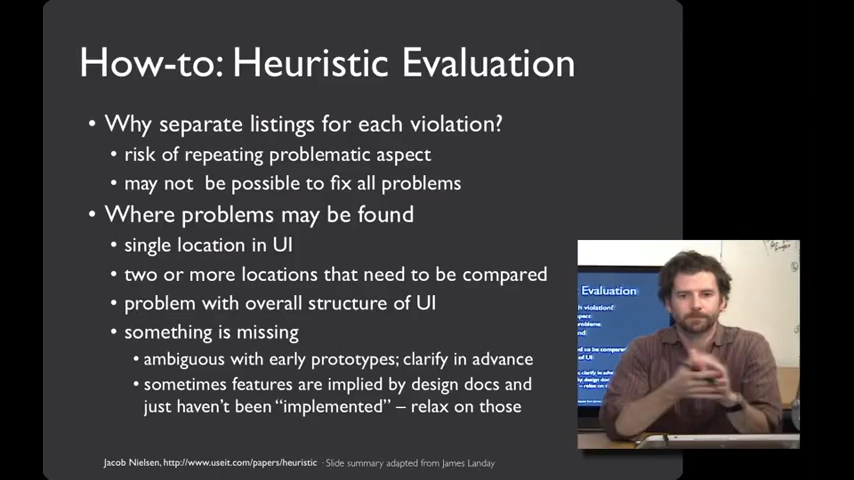 How-to: Heuristic Evaluation
• Why separate listings for each violation?
• risk of repeating problematic aspect
• may not be possible to fix all problems
• Where problems may be found
• single location in UI
• two or more locations that need to be compared
• problem with overall structure of UI
• something is missing
• ambiguous with early prototypes; clarify in advance
• sometimes features are implied by design docs and
just haven't been "implemented" – relax on those
Jacob Nielsen, http://www.useit.com/papers/heuristic · Slide summary adapted from James Landay
Evaluation